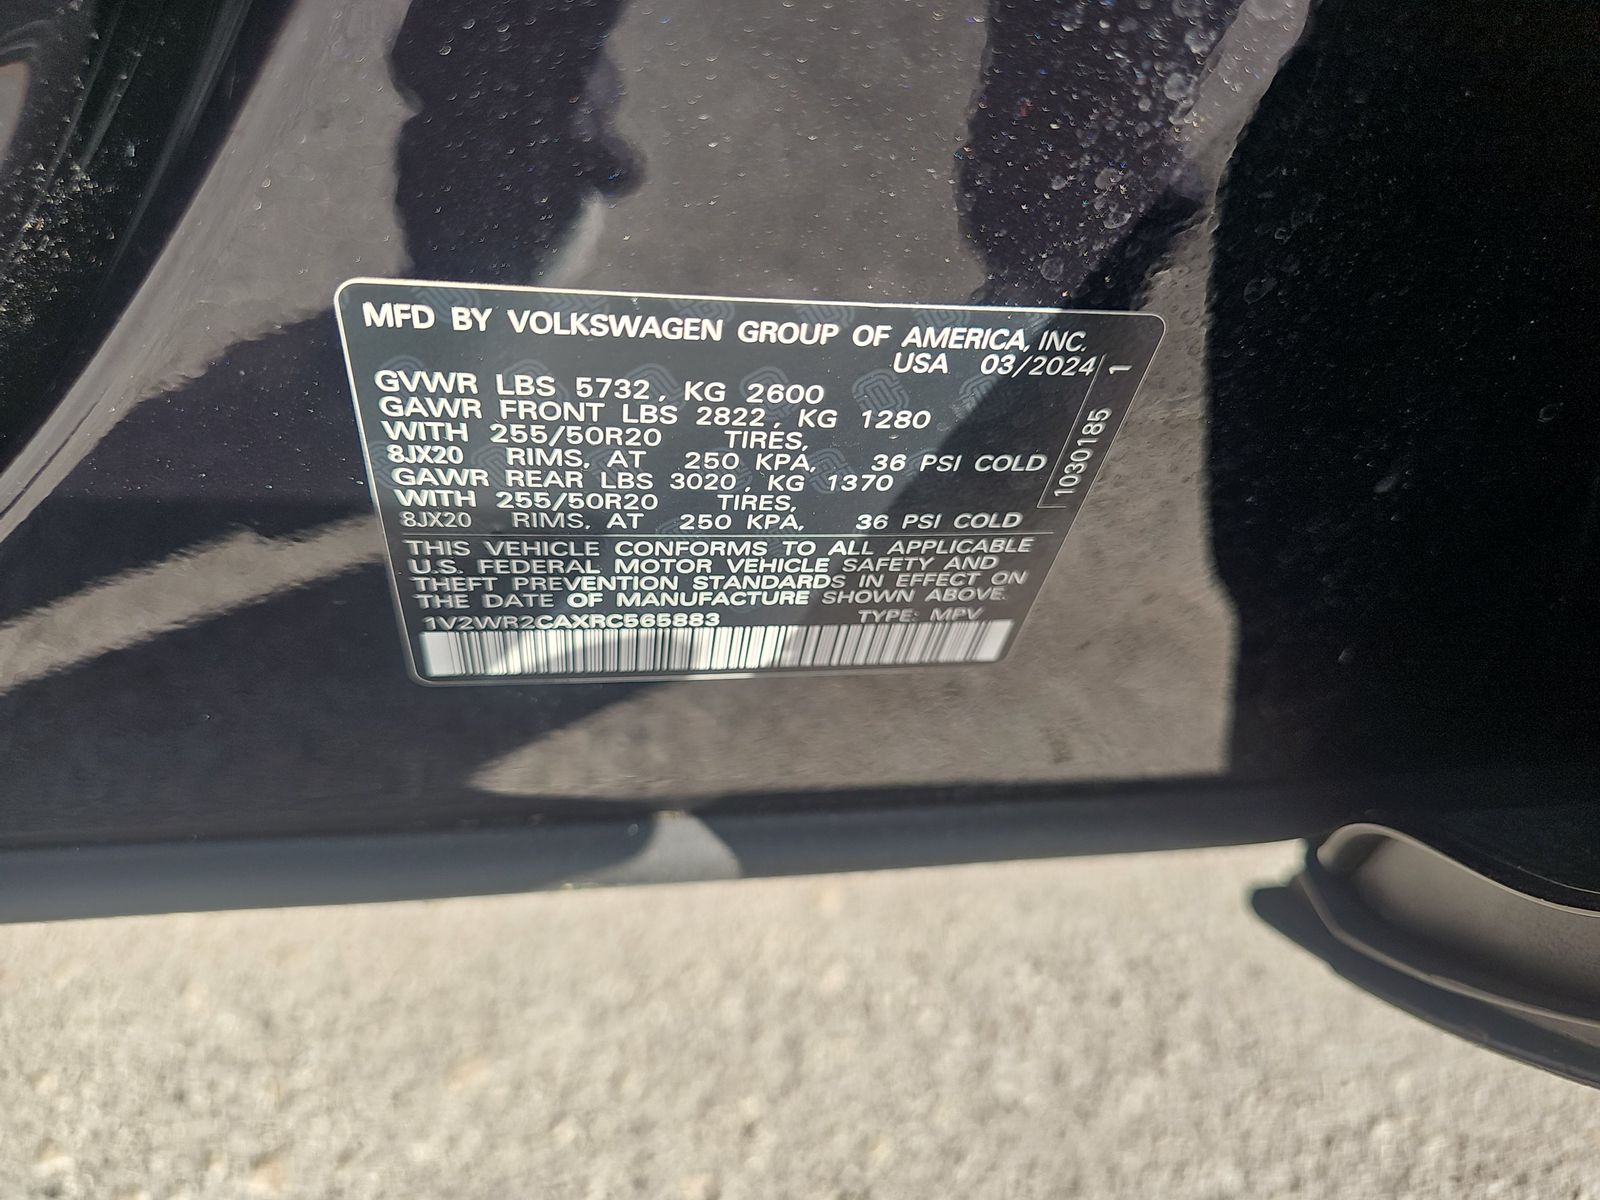 MFD BY VOLKSWAGEN GROUP OF AMERICA, INC.
USA 03/2024
GVWR LBS 5732, KG 2600
GAWR FRONT LBS 2822, KG 1280
WITH 255/50R20 TIRES,
8JX20 RIMS, AT 250 KPA, 36 PSI COLD
GAWR REAR LBS 3020, KG 1370
WITH 255/50R20 TIRES,
8JX20 RIMS, AT 250 KPA, 36 PSI COLD
1030185 1
THIS VEHICLE CONFORMS TO ALL APPLICABLE
U.S. FEDERAL MOTOR VEHICLE SAFETY AND
THEFT PREVENTION STANDARDS IN EFFECT ON
THE DATE OF MANUFACTURE SHOWN ABOVE.
1V2WR2CAXRC565883 TYPE: MPV